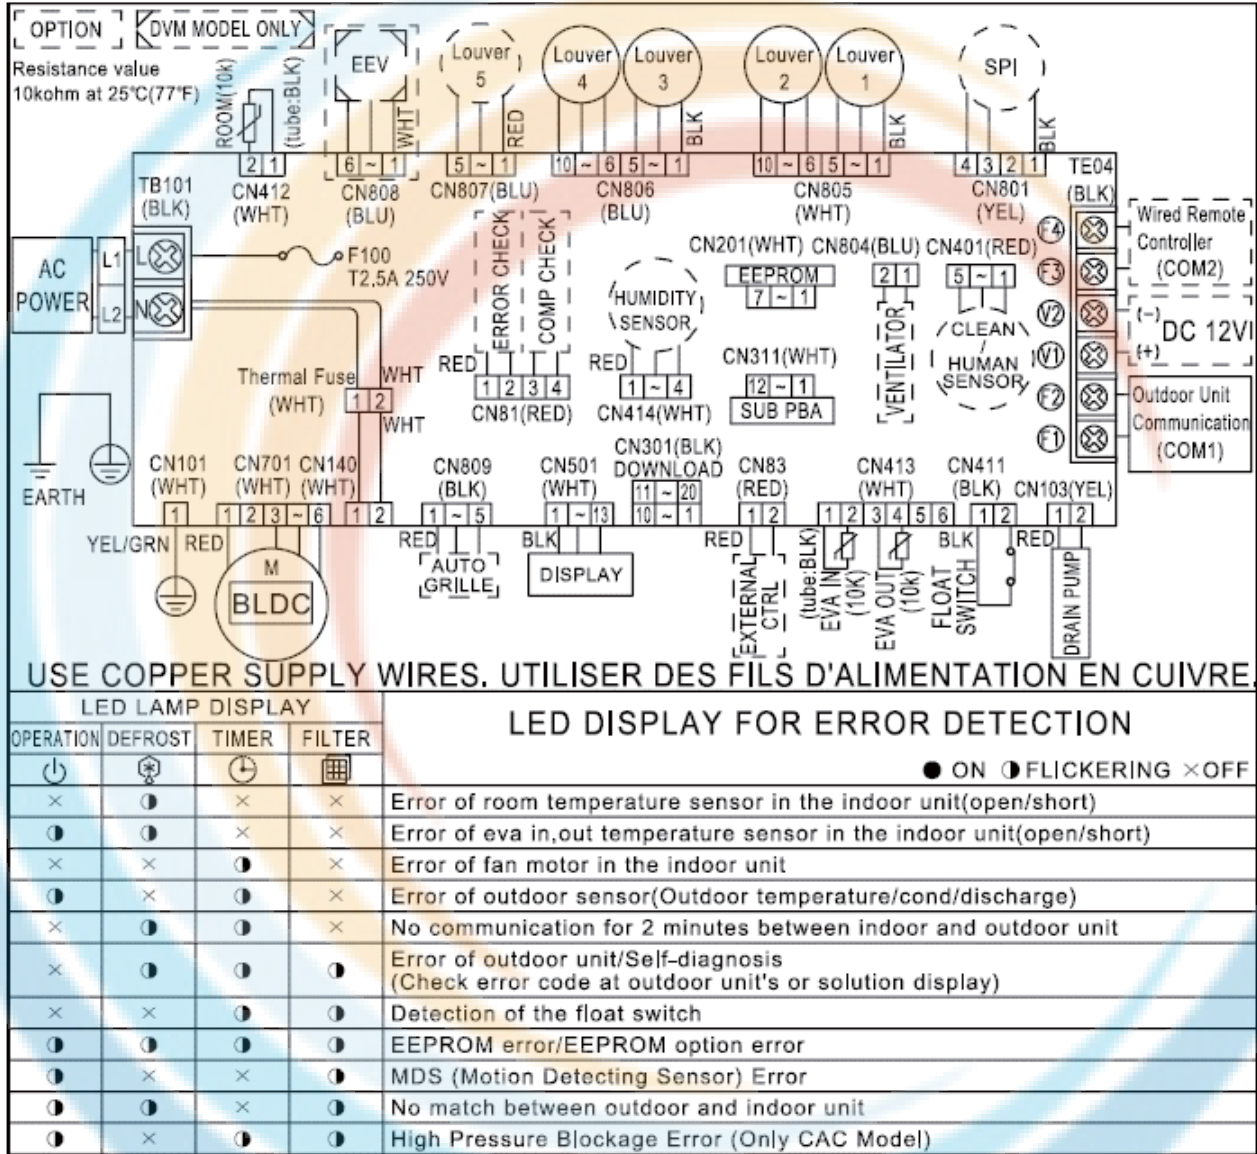 OPTION
DVM MODEL ONLY
Resistance value
10kohm at 25°C(77°F)
ROOM(10k)
(tube:BLK)
EEV
WHT
Louver
5
RED
Louver
4
Louver
3
BLK
Louver
2
Louver
1
BLK
SPI
BLK
2 1
6 ~ 1
5 ~ 1
10 ~ 6 5 ~ 1
10 ~ 6 5 ~ 1
4 3 2 1
TE04
(BLK)
TB101
(BLK)
CN412
(WHT)
CN808
(BLU)
CN807(BLU)
CN806
(BLU)
CN805
(WHT)
CN801
(YEL)
AC
POWER
L1
L2
L
N
F100
T2,5A 250V
ERROR CHECK
COMP CHECK
RED
1 2 3 4
CN81(RED)
HUMIDITY
SENSOR
RED
1 ~ 4
CN414(WHT)
CN201(WHT)
EEPROM
7 ~ 1
CN311(WHT)
12 ~ 1
SUB PBA
CN804(BLU)
2 1
VENTILATOR
CN401(RED)
5 ~ 1
CLEAN
/
HUMAN
SENSOR
F4
F3
V2
V1
F2
F1
Wired Remote
Controller
(COM2)
(-)
DC 12V
(+)
Outdoor Unit
Communication
(COM1)
Thermal Fuse
(WHT)
WHT
1 2
WHT
EARTH
CN101
(WHT)
CN701
(WHT)
CN140
(WHT)
CN809
(BLK)
CN501
(WHT)
CN301(BLK)
DOWNLOAD
11 ~ 20
10 ~ 1
CN83
(RED)
CN413
(WHT)
CN411
(BLK)
CN103(YEL)
1
1 2 3 ~ 6
1 2
1 ~ 5
1 ~ 13
1 2
1 2 3 4 5 6
1 2
1 2
YEL/GRN
RED
M
BLDC
RED
AUTO
GRILLE
BLK
DISPLAY
RED
EXTERNAL
CTRL
(tube:BLK)
EVA IN
(10K)
EVA OUT
(10k)
BLK
FLOAT
SWITCH
RED
DRAIN PUMP
USE COPPER SUPPLY WIRES. UTILISER DES FILS D'ALIMENTATION EN CUIVRE.
LED LAMP DISPLAY
LED DISPLAY FOR ERROR DETECTION
OPERATION DEFROST TIMER FILTER
● ON ◑ FLICKERING ×OFF
× ◑ × × Error of room temperature sensor in the indoor unit(open/short)
◑ ◑ × × Error of eva in,out temperature sensor in the indoor unit(open/short)
× × ◑ × Error of fan motor in the indoor unit
◑ × ◑ × Error of outdoor sensor(Outdoor temperature/cond/discharge)
× ◑ ◑ × No communication for 2 minutes between indoor and outdoor unit
× ◑ ◑ ◑ Error of outdoor unit/Self-diagnosis
(Check error code at outdoor unit's or solution display)
× × ◑ ◑ Detection of the float switch
◑ ◑ ◑ ◑ EEPROM error/EEPROM option error
◑ × × ◑ MDS (Motion Detecting Sensor) Error
◑ ◑ × ◑ No match between outdoor and indoor unit
◑ × ◑ ◑ High Pressure Blockage Error (Only CAC Model)